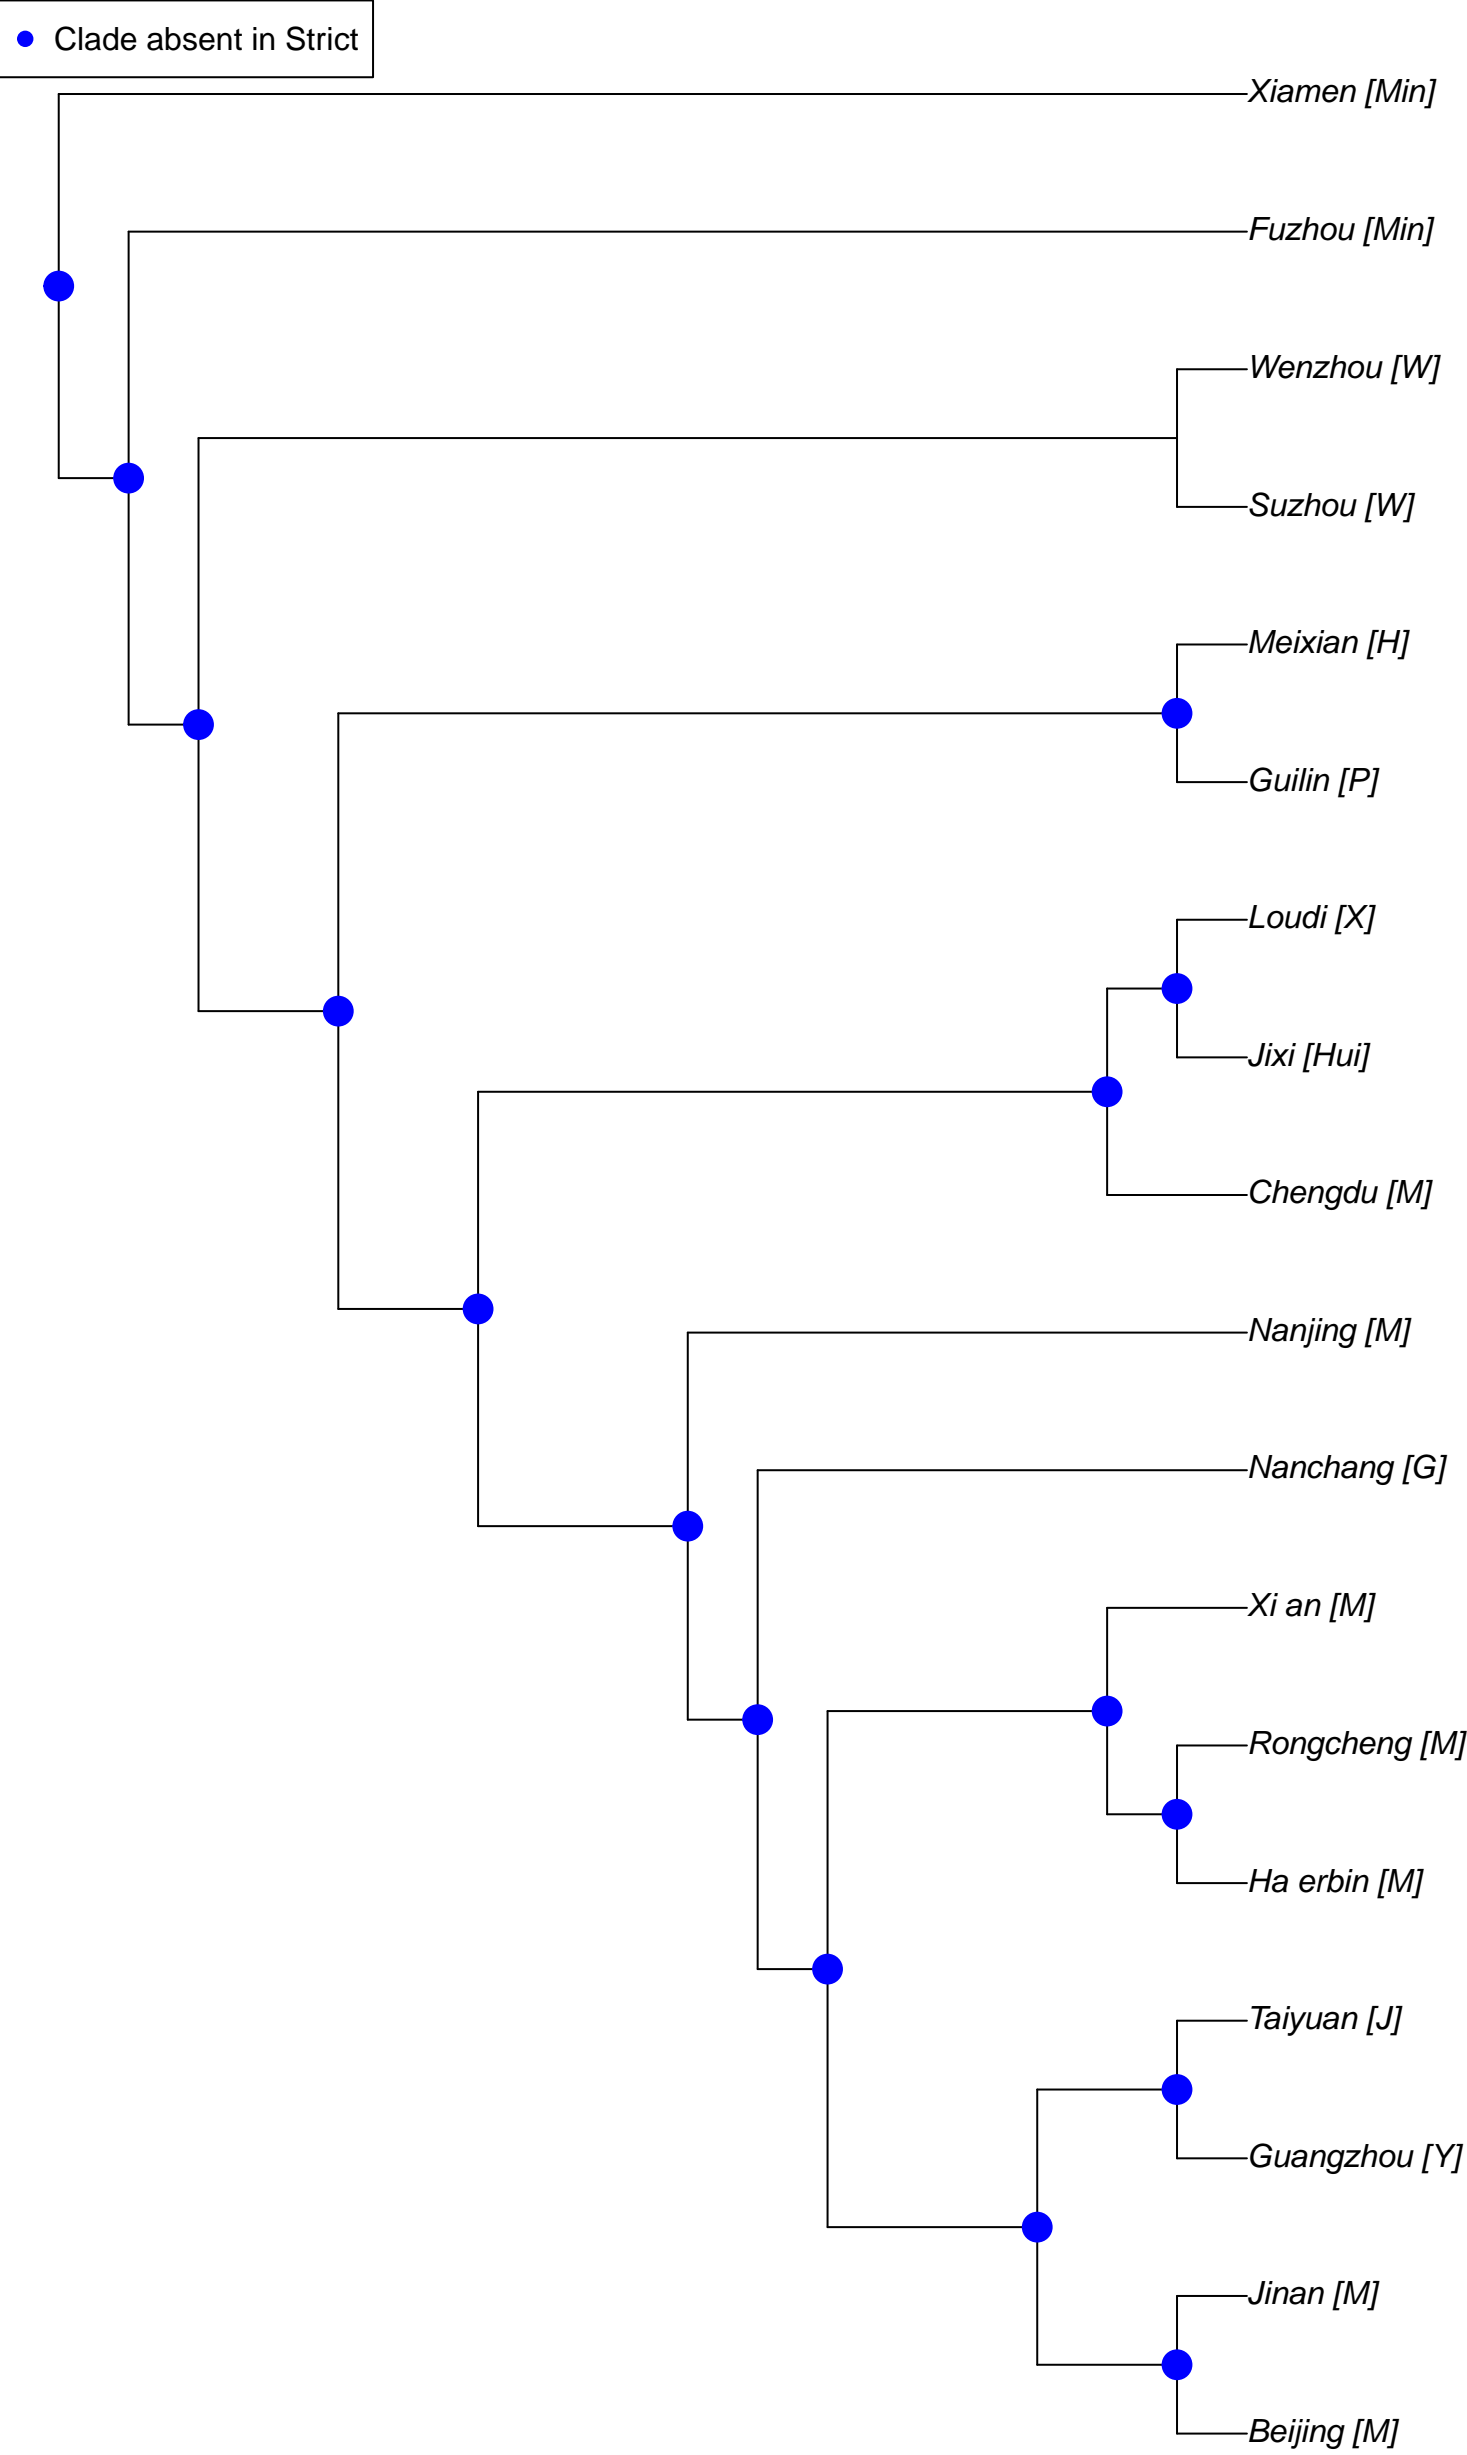 Clade absent in Strict
Xiamen [Min]
Fuzhou [Min]
Wenzhou [W]
Suzhou [W]
Meixian [H]
Guilin [P]
Loudi [X]
Jixi [Hui]
Chengdu [M]
Nanjing [M]
Nanchang [G]
Xi an [M]
Rongcheng [M]
Ha erbin [M]
Taiyuan [J]
Guangzhou [Y]
Jinan [M]
Beijing [M]